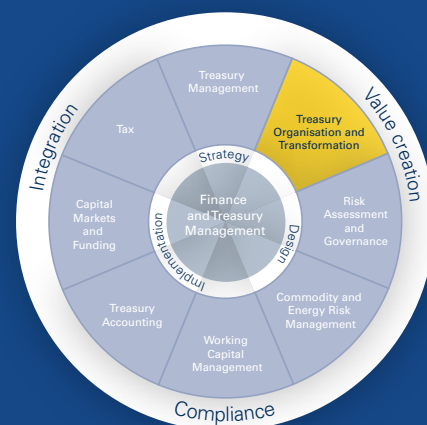 Integration
Value creation
Compliance
Treasury
Management
Treasury
Organisation and
Transformation
Risk
Assessment
and
Governance
Commodity and
Energy Risk
Management
Working
Capital
Management
Treasury
Accounting
Capital
Markets
and
Funding
Tax
Strategy
Design
Implementation
Finance
and Treasury
Management